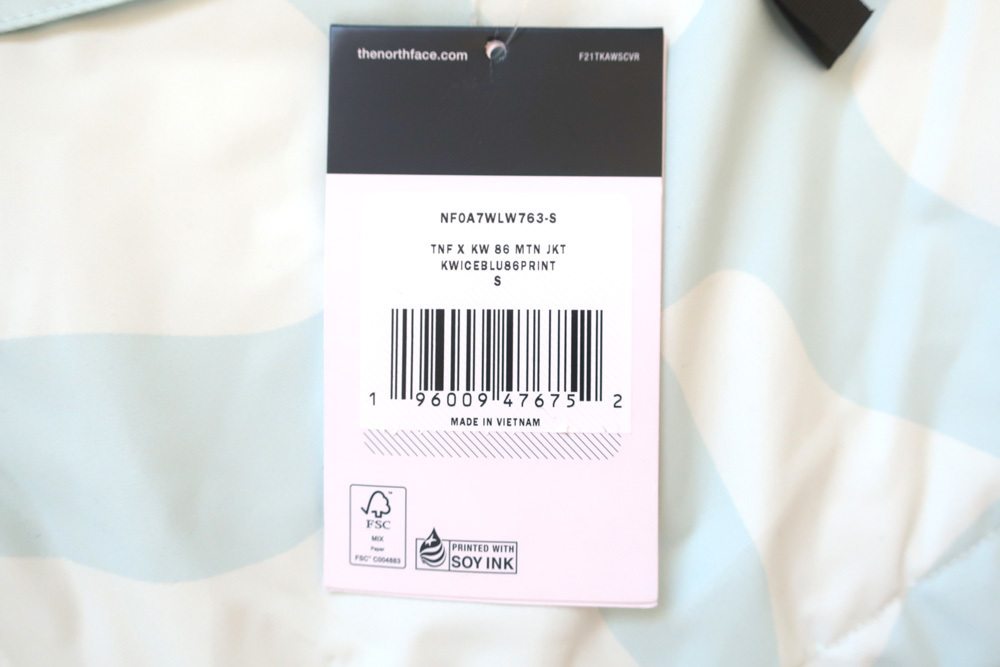 thenorthface.com
F21TKAWSCVR
NF0A7WLW763-S
TNF X KW 86 MTN JKT
KWICEBLU86PRINT
S
1 96009 47675 2
MADE IN VIETNAM
FSC
MIX
Paper
FSC® C004883
PRINTED WITH
SOY INK